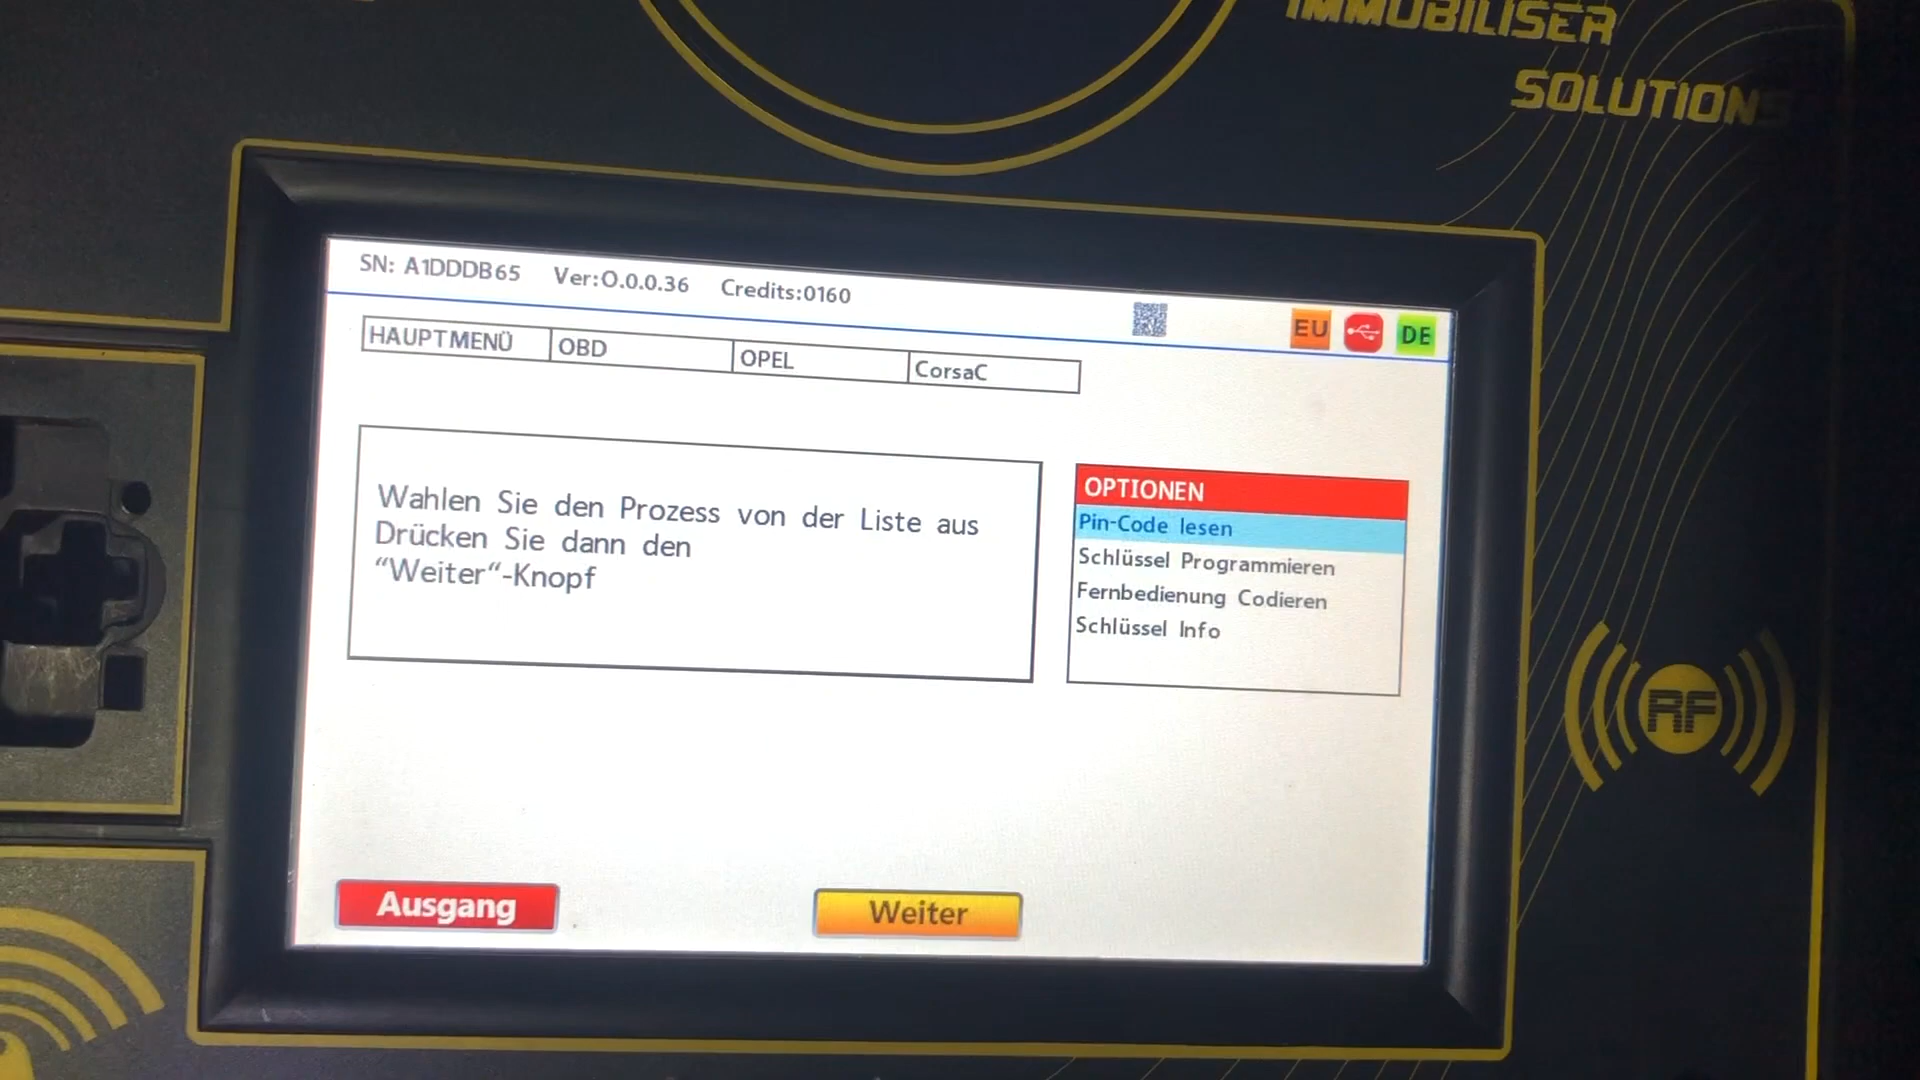 IMMOBILISER
SOLUTIONS
SN: A1DDDB65 Ver:O.0.0.36 Credits:0160
EU DE
HAUPTMENÜ OBD OPEL CorsaC
Wahlen Sie den Prozess von der Liste aus
Drücken Sie dann den
“Weiter“-Knopf
OPTIONEN
Pin-Code lesen
Schlüssel Programmieren
Fernbedienung Codieren
Schlüssel Info
RF
Ausgang Weiter